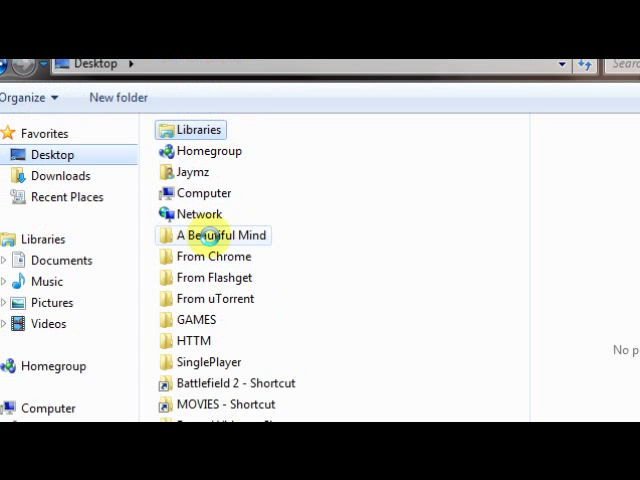 Desktop
Sear
Organize
New folder
Favorites
Desktop
Downloads
Recent Places
Libraries
Documents
Music
Pictures
Videos
Homegroup
Computer
Libraries
Homegroup
Jaymz
Computer
Network
A Beautiful Mind
From Chrome
From Flashget
From uTorrent
GAMES
HTTM
SinglePlayer
Battlefield 2 - Shortcut
MOVIES - Shortcut
No p